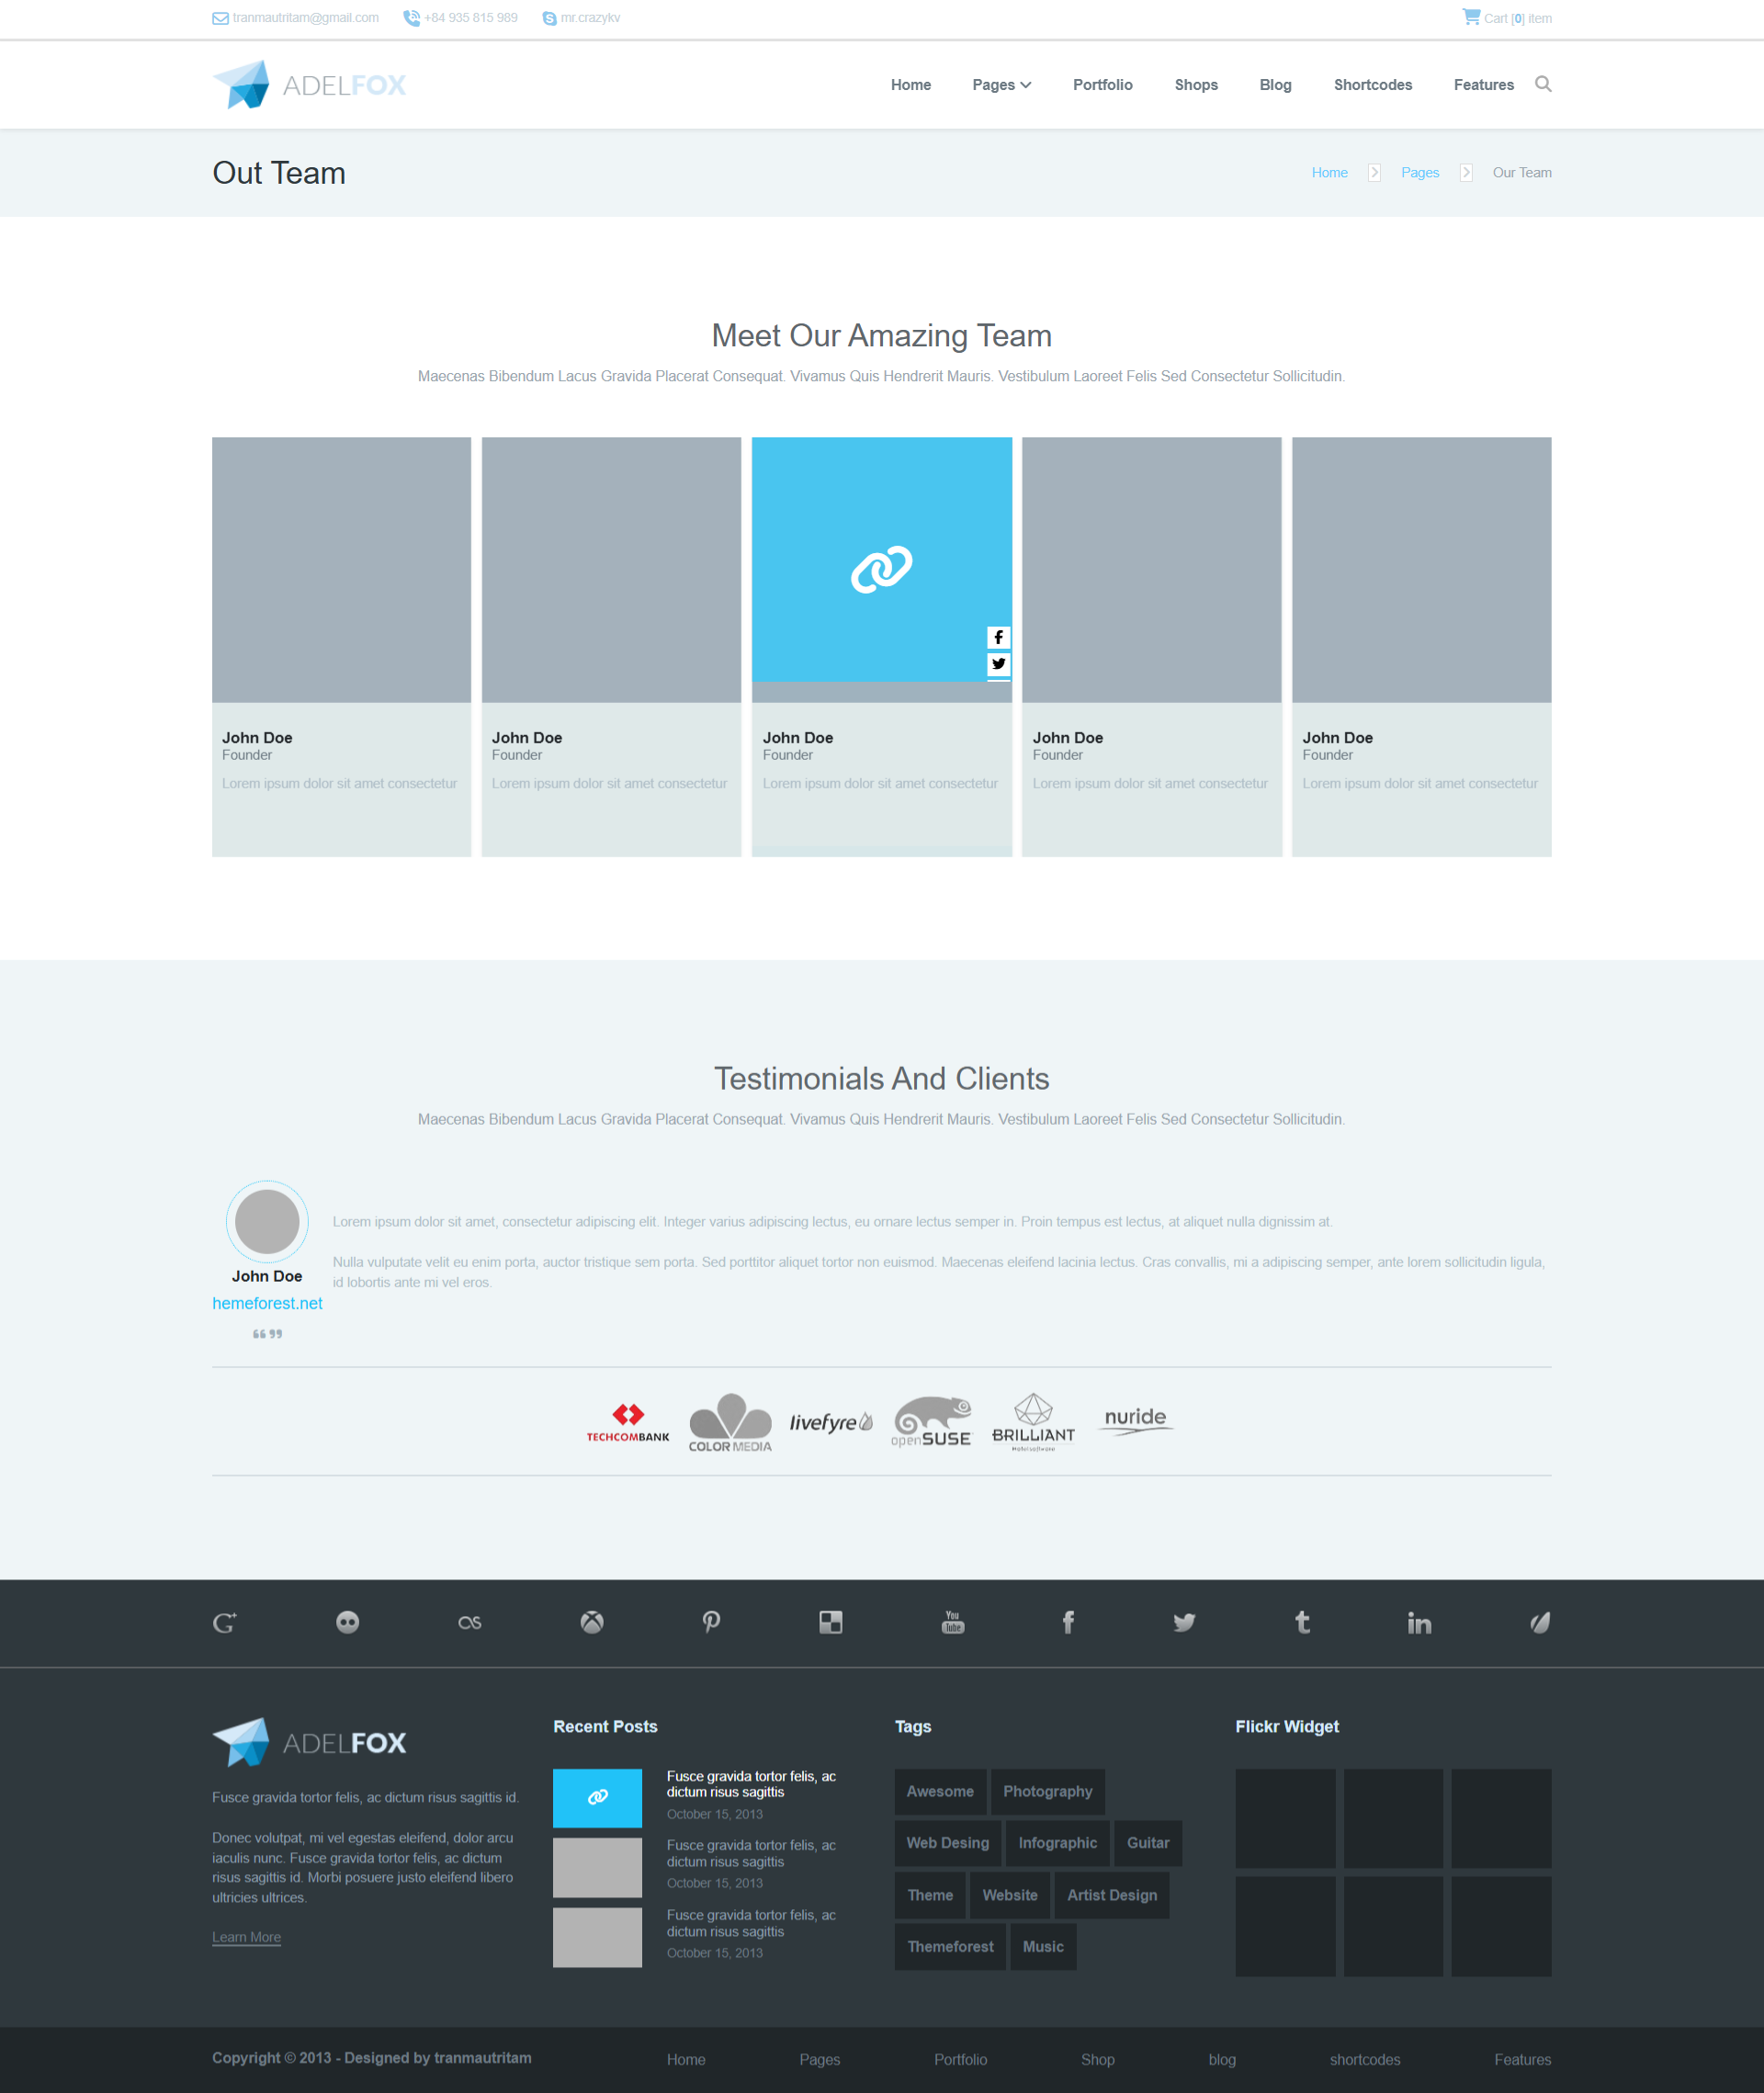 tranmautritam@gmail.com +84 935 815 989 mr.crazykv Cart [0] item
ADELFOX Home Pages Portfolio Shops Blog Shortcodes Features
Out Team Home Pages Our Team
Meet Our Amazing Team
Maecenas Bibendum Lacus Gravida Placerat Consequat. Vivamus Quis Hendrerit Mauris. Vestibulum Laoreet Felis Sed Consectetur Sollicitudin.
John Doe John Doe John Doe John Doe John Doe
Founder Founder Founder Founder Founder
Lorem ipsum dolor sit amet consectetur Lorem ipsum dolor sit amet consectetur Lorem ipsum dolor sit amet consectetur Lorem ipsum dolor sit amet consectetur Lorem ipsum dolor sit amet consectetur
Testimonials And Clients
Maecenas Bibendum Lacus Gravida Placerat Consequat. Vivamus Quis Hendrerit Mauris. Vestibulum Laoreet Felis Sed Consectetur Sollicitudin.
Lorem ipsum dolor sit amet, consectetur adipiscing elit. Integer varius adipiscing lectus, eu ornare lectus semper in. Proin tempus est lectus, at aliquet nulla dignissim at.
Nulla vulputate velit eu enim porta, auctor tristique sem porta. Sed porttitor aliquet tortor non euismod. Maecenas eleifend lacinia lectus. Cras convallis, mi a adipiscing semper, ante lorem sollicitudin ligula,
id lobortis ante mi vel eros.
John Doe
hemeforest.net
TECHCOMBANK COLOR MEDIA livefyre openSUSE BRILLIANT Hotel software nuride
You Tube
ADELFOX
Fusce gravida tortor felis, ac dictum risus sagittis id.
Donec volutpat, mi vel egestas eleifend, dolor arcu
iaculis nunc. Fusce gravida tortor felis, ac dictum
risus sagittis id. Morbi posuere justo eleifend libero
ultricies ultrices.
Learn More
Recent Posts
Fusce gravida tortor felis, ac
dictum risus sagittis
October 15, 2013
Fusce gravida tortor felis, ac
dictum risus sagittis
October 15, 2013
Fusce gravida tortor felis, ac
dictum risus sagittis
October 15, 2013
Tags
Awesome Photography
Web Desing Infographic Guitar
Theme Website Artist Design
Themeforest Music
Flickr Widget
Copyright © 2013 - Designed by tranmautritam Home Pages Portfolio Shop blog shortcodes Features